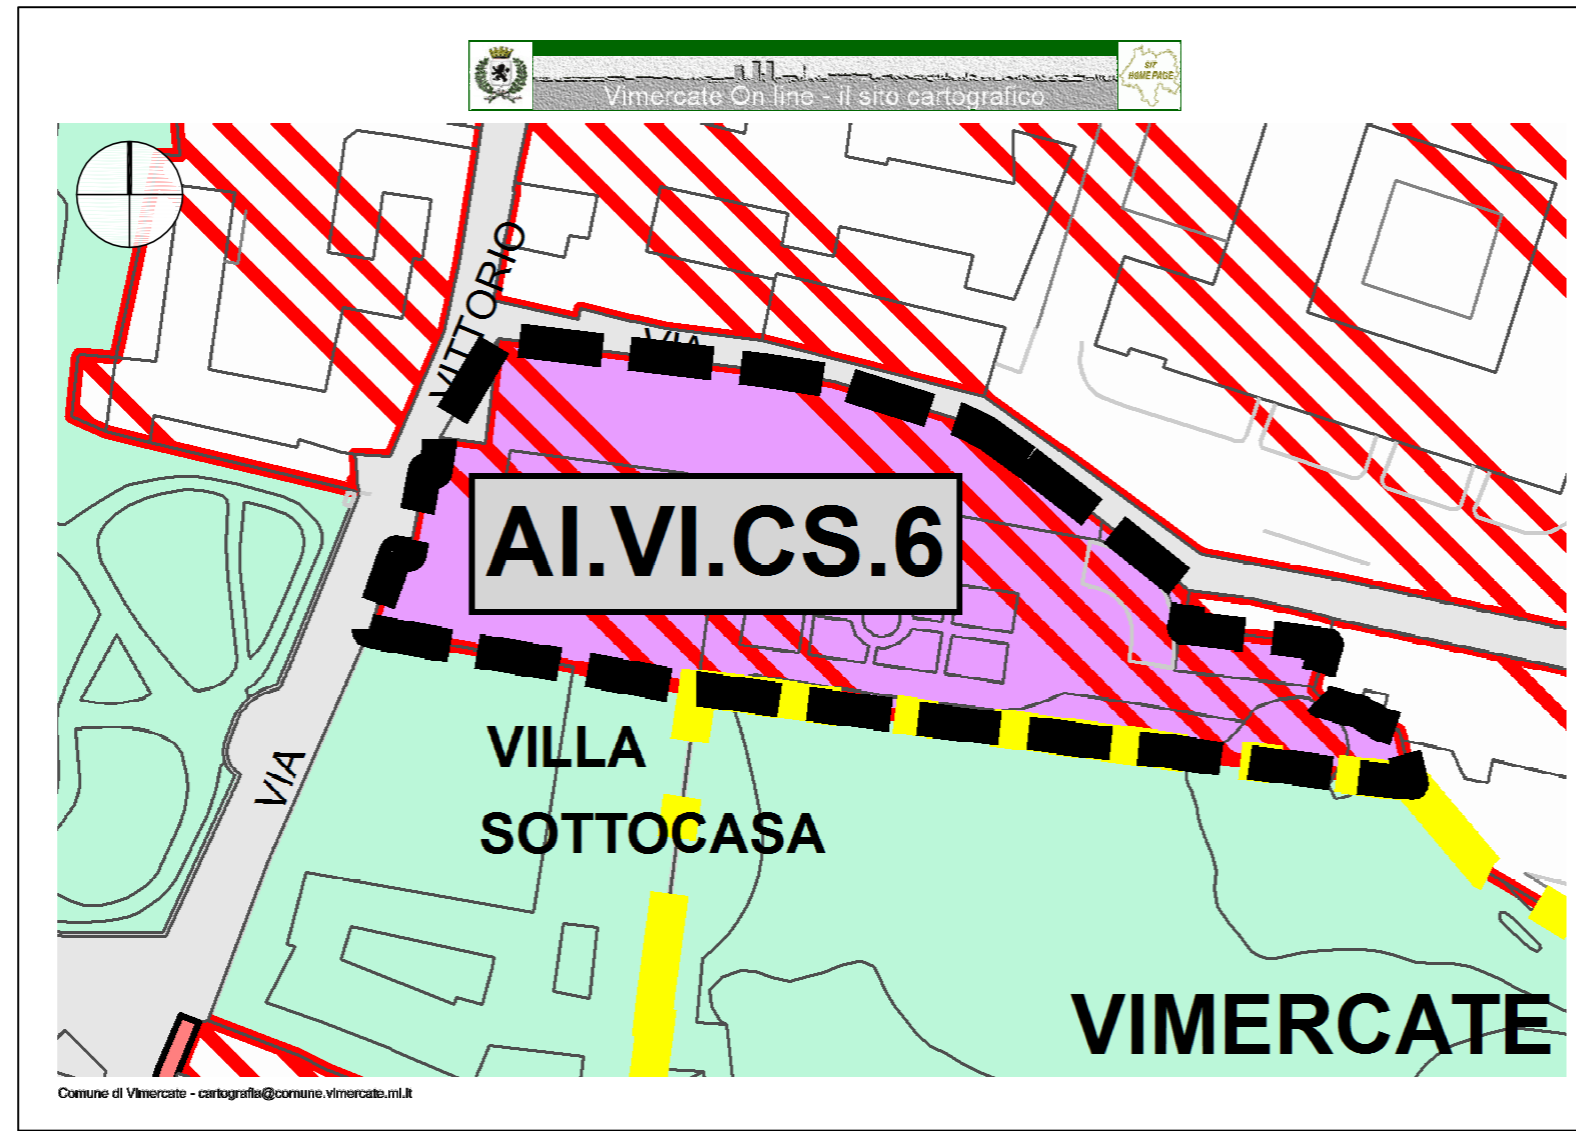 SIT
HOME PAGE
Vimercate On line - il sito cartografico
VITTORIO
VIA
AI.VI.CS.6
VILLA
VIA
SOTTOCASA
VIMERCATE
Comune di Vimercate - cartografia@comune.vimercate.mi.it